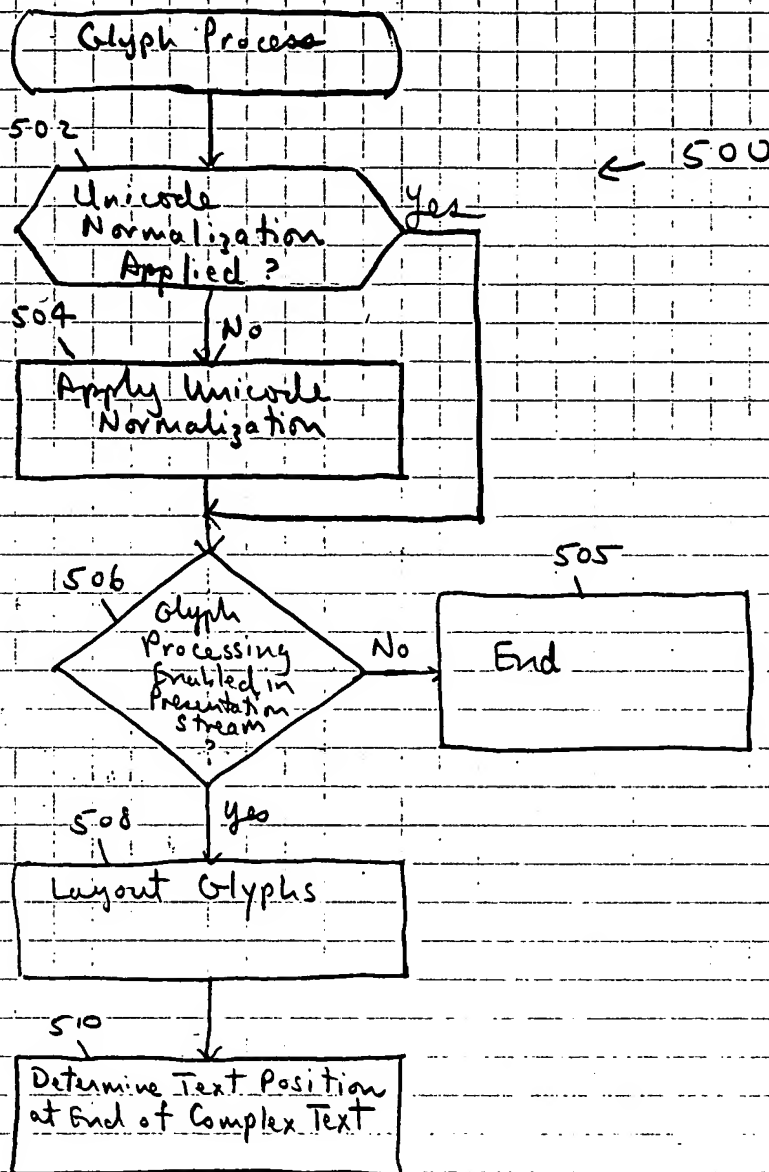 Glyph Process
502
← 500
Unicode
Normalization
Applied ?
Yes
504
No
Apply Unicode
Normalization
506
505
Glyph
Processing
Enabled in
Presentation
Stream
?
No
End
Yes
508
Layout Glyphs
510
Determine Text Position
at End of Complex Text